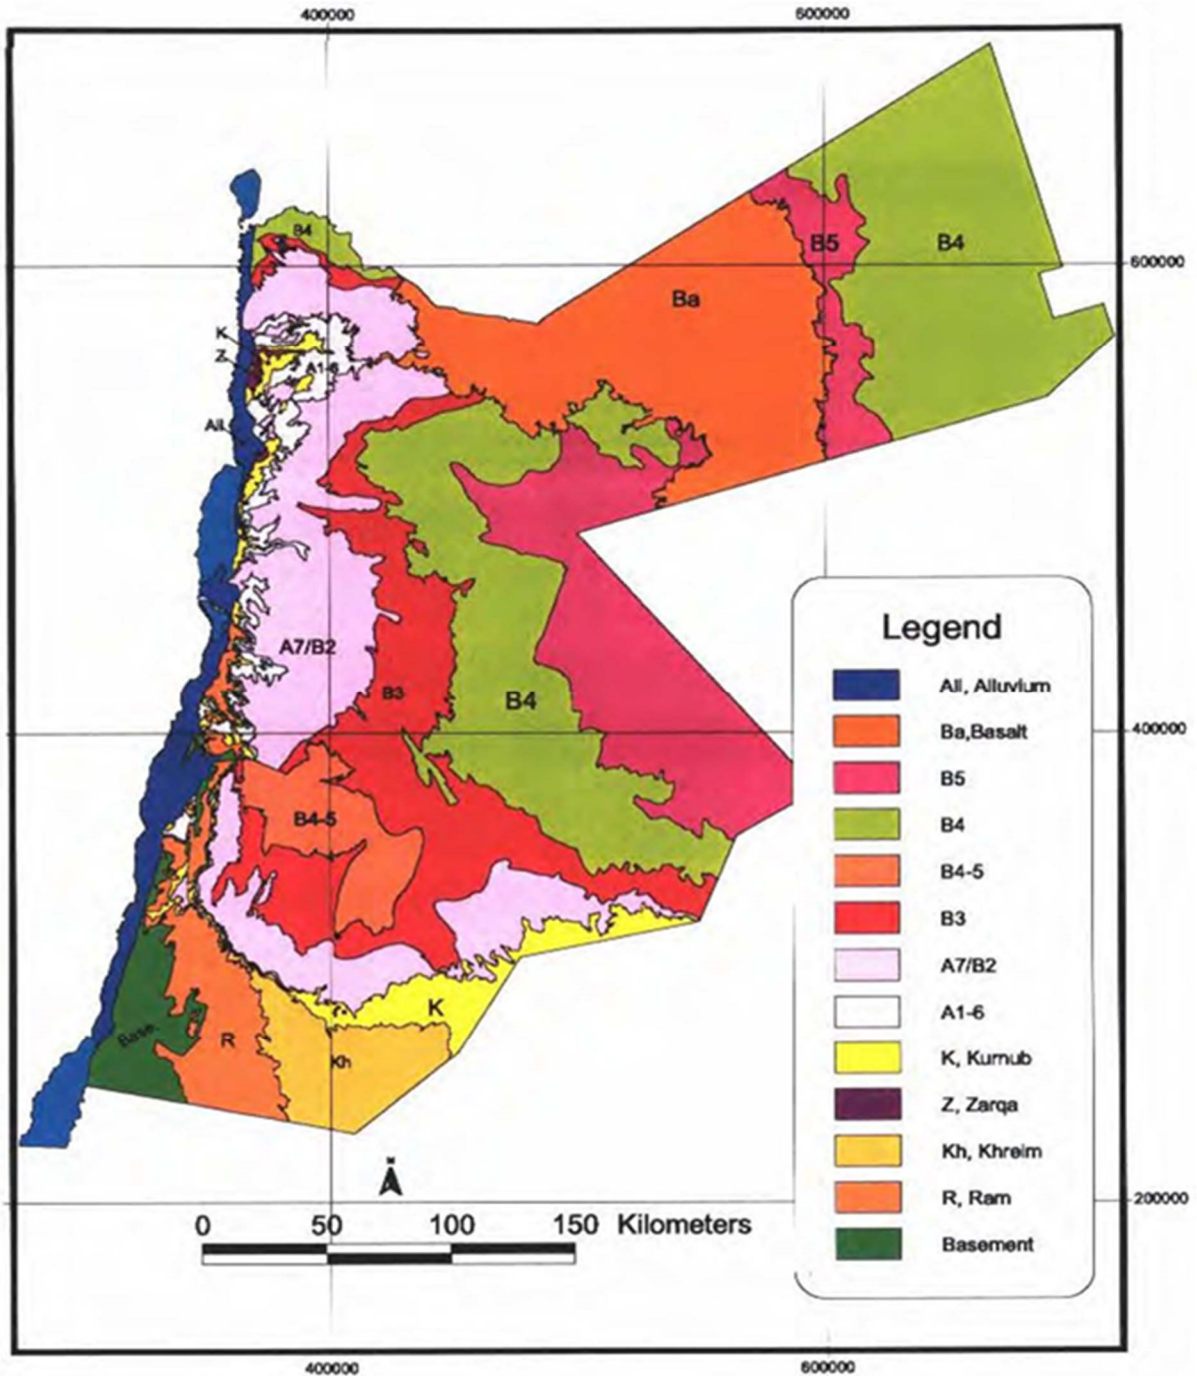 400000 600000
B4
B5
B4
600000
Ba
K
Z
A1-6
All
A7/B2
B3
B4
400000
B4-5
K
Base.
R
Kh
200000
0 50 100 150 Kilometers
400000 600000
Legend
All, Alluvium
Ba,Basalt
B5
B4
B4-5
B3
A7/B2
A1-6
K, Kurnub
Z, Zarqa
Kh, Khreim
R, Ram
Basement